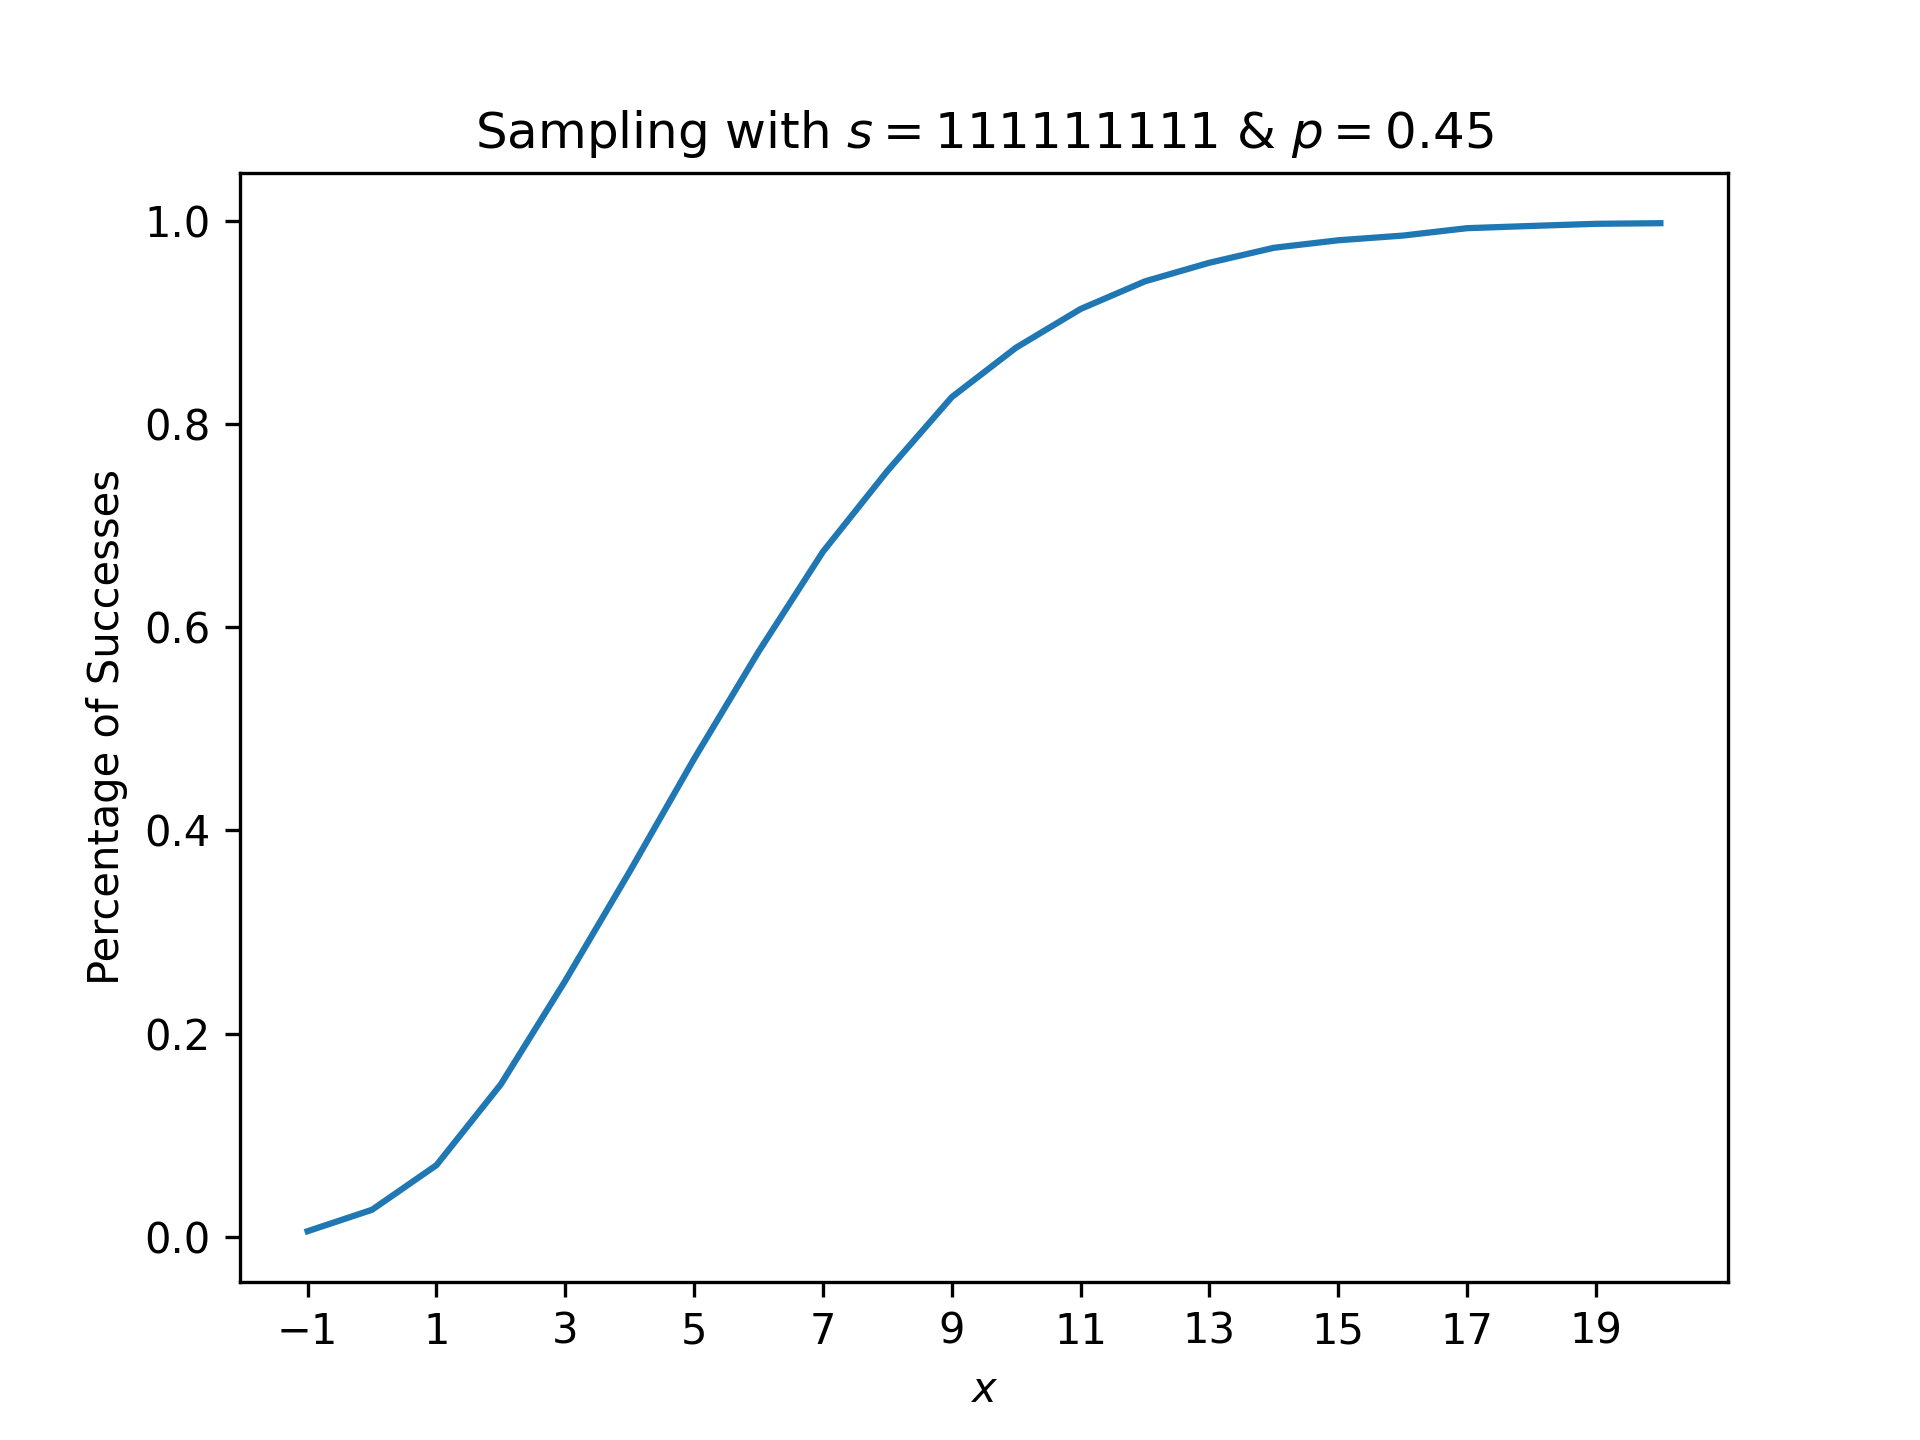 Sampling with s = 111111111 & p = 0.45
Percentage of Successes
1.0
0.8
0.6
0.4
0.2
0.0
−1 1 3 5 7 9 11 13 15 17 19
x